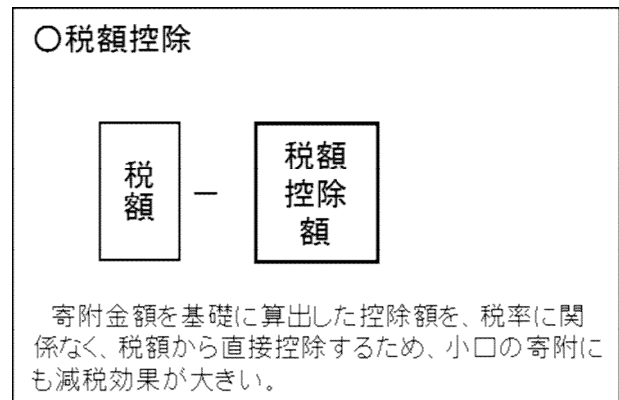 〇税額控除
税額
－
税額
控除
額
寄附金額を基礎に算出した控除額を、税率に関
係なく、税額から直接控除するため、小口の寄附に
も減税効果が大きい。